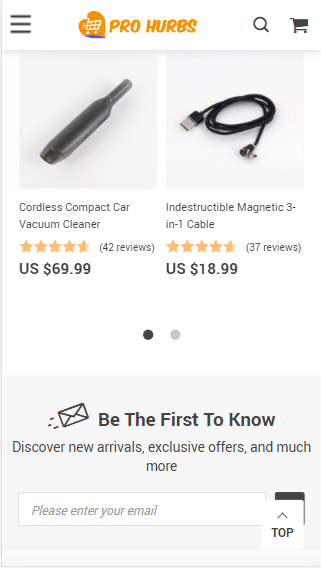 PRO HURBS
Cordless Compact Car
Vacuum Cleaner
(42 reviews)
US $69.99
Indestructible Magnetic 3-
in-1 Cable
(37 reviews)
US $18.99
Be The First To Know
Discover new arrivals, exclusive offers, and much
more
Please enter your email
TOP